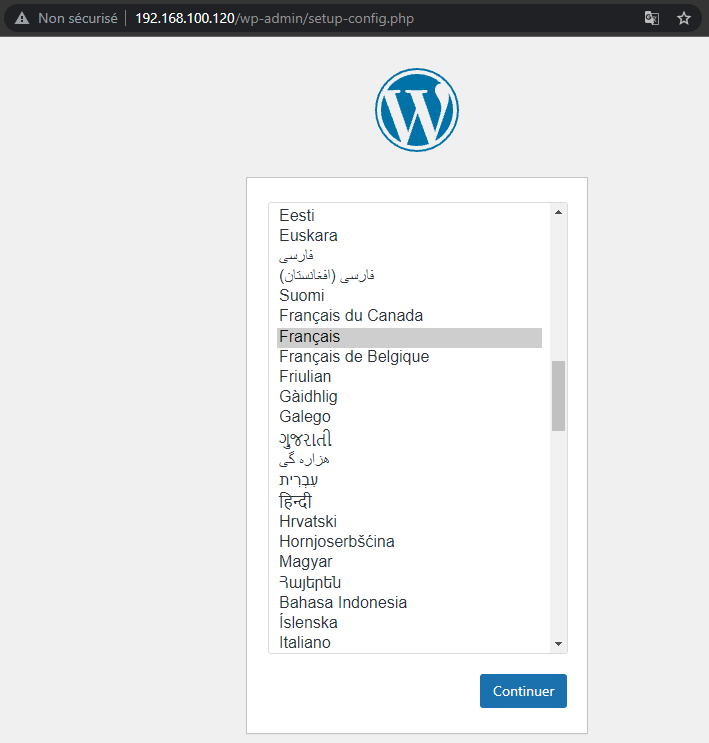 Non sécurisé | 192.168.100.120/wp-admin/setup-config.php
Eesti
Euskara
فارسی
(فارسی (افغانستان
Suomi
Français du Canada
Français
Français de Belgique
Friulian
Gàidhlig
Galego
ગુજરાતી
هزاره گی
עִבְרִית
हिन्दी
Hrvatski
Hornjoserbšćina
Magyar
Հայերեն
Bahasa Indonesia
Íslenska
Italiano
Continuer